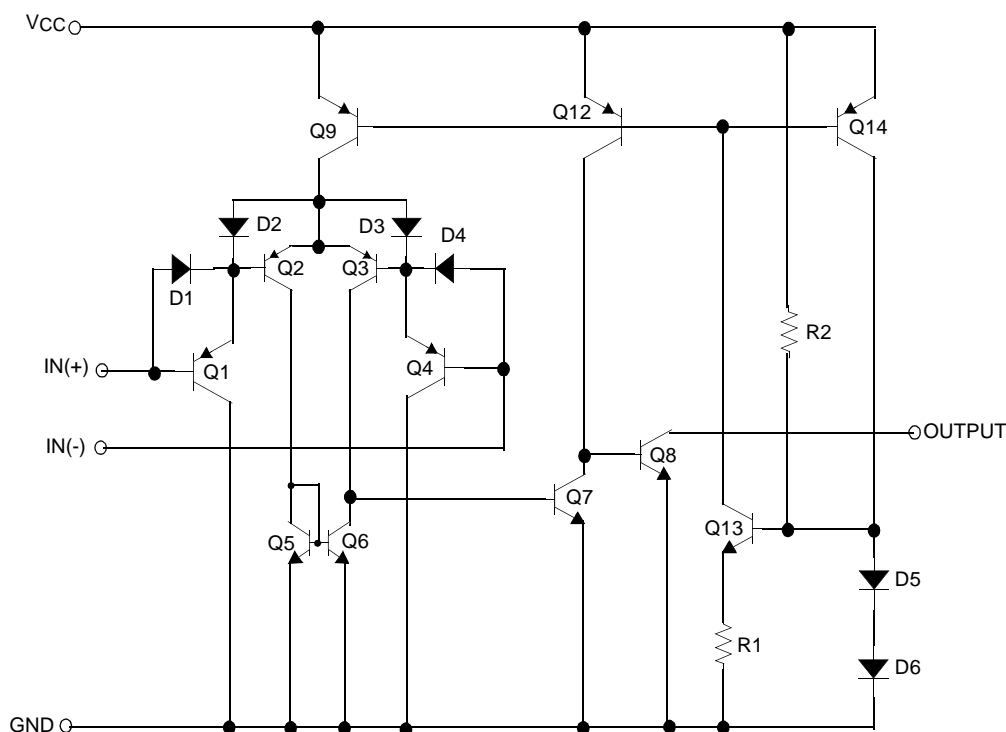 VCC
Q12
Q9
Q14
D2
D3
D4
Q2
Q3
D1
R2
IN(+)
Q1
Q4
OUTPUT
IN(-)
Q8
Q7
Q5
Q6
Q13
D5
R1
D6
GND